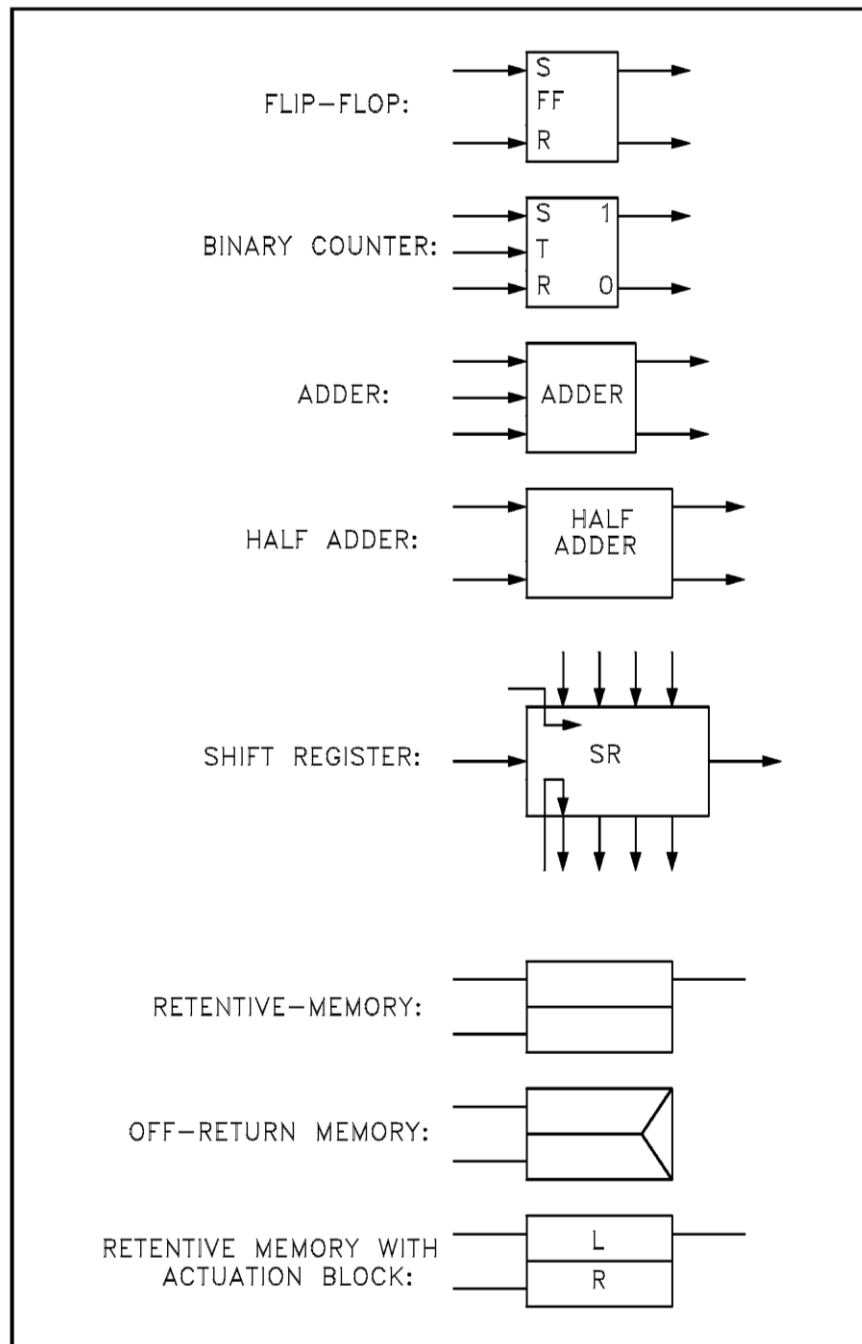 FLIP-FLOP:
S
FF
R
BINARY COUNTER:
S 1
T
R 0
ADDER:
ADDER
HALF ADDER:
HALF
ADDER
SHIFT REGISTER:
SR
RETENTIVE-MEMORY:
OFF-RETURN MEMORY:
RETENTIVE MEMORY WITH
ACTUATION BLOCK:
L
R